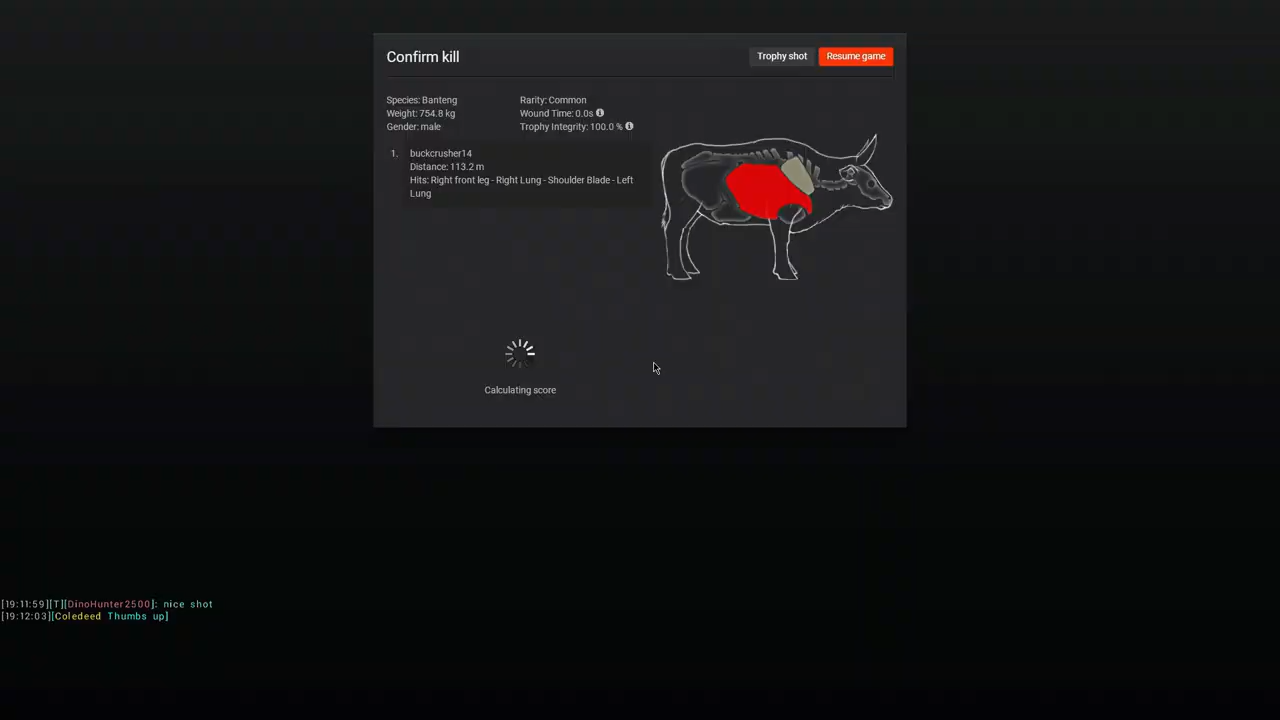 Confirm kill
Trophy shot
Resume game
Species: Banteng
Rarity: Common
Weight: 754.8 kg
Wound Time: 0.0s
Gender: male
Trophy Integrity: 100.0 %
1. buckcrusher14
Distance: 113.2 m
Hits: Right front leg - Right Lung - Shoulder Blade - Left
Lung
Calculating score
[19:11:59][T][DinoHunter2500]: nice shot
[19:12:03][Coledeed Thumbs up]